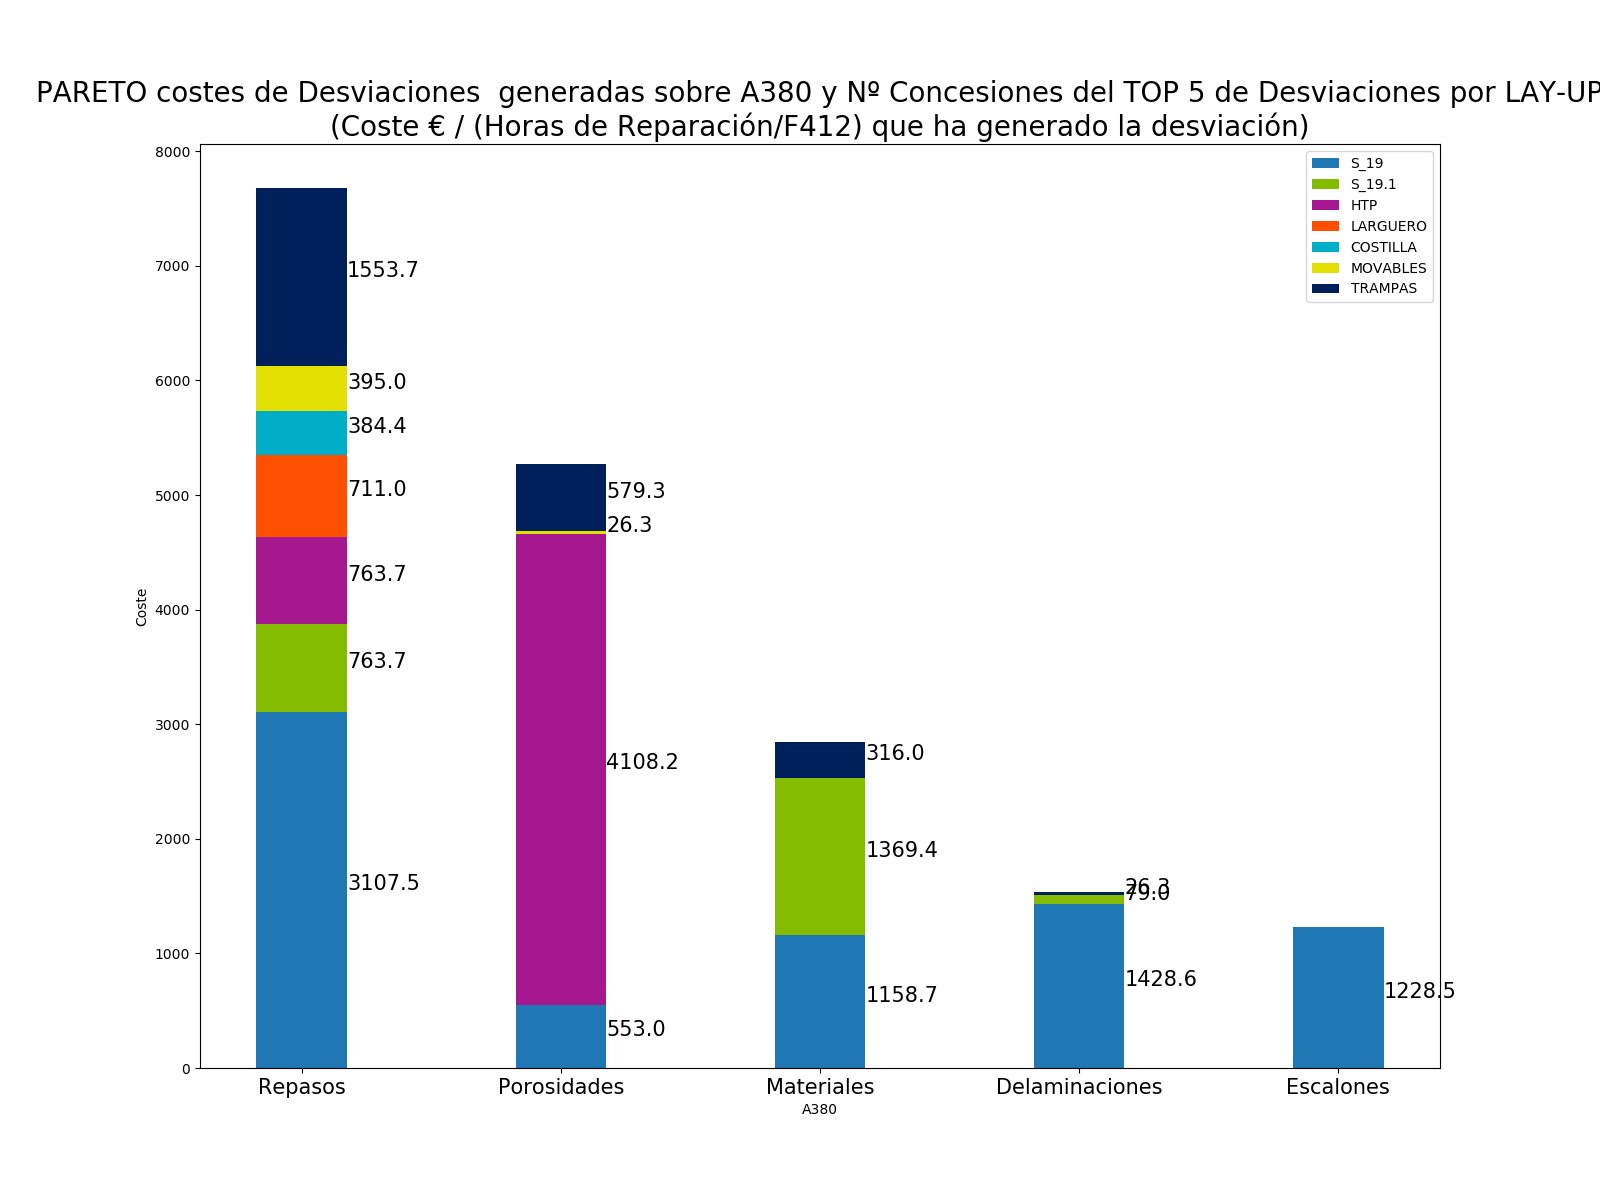 PARETO costes de Desviaciones  generadas sobre A380 y Nº Concesiones del TOP 5 de Desviaciones por LAY-UP
(Coste € / (Horas de Reparación/F412) que ha generado la desviación)
8000
7000
6000
5000
4000
3000
2000
1000
0
Coste
S_19
S_19.1
HTP
LARGUERO
COSTILLA
MOVABLES
TRAMPAS
1553.7
395.0
384.4
711.0
763.7
763.7
3107.5
579.3
26.3
4108.2
553.0
316.0
1369.4
1158.7
26.3
79.0
1428.6
1228.5
Repasos
Porosidades
Materiales
Delaminaciones
Escalones
A380